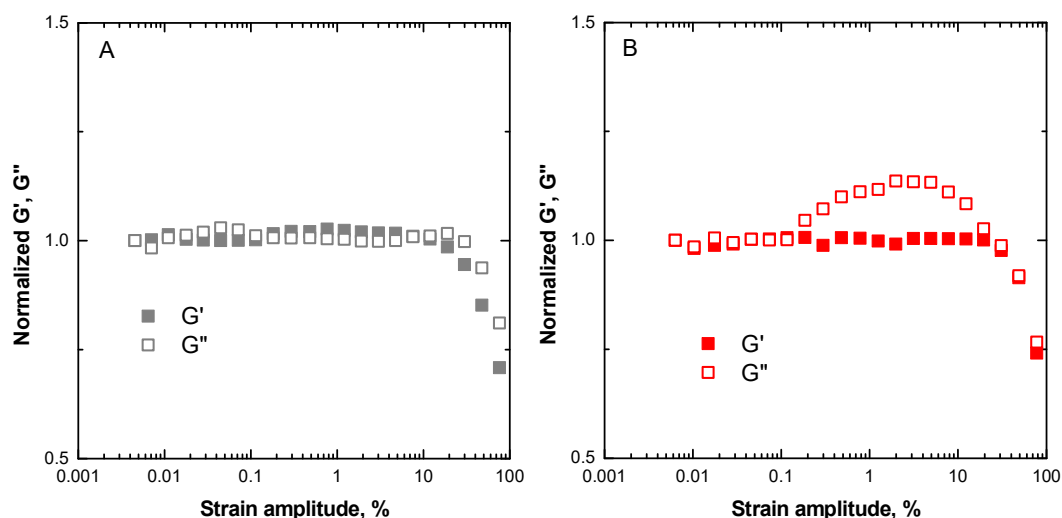 A
Normalized G', G"
1.5
1.0
0.5
G'
G"
0.001 0.01 0.1 1 10 100
Strain amplitude, %
B
Normalized G', G"
1.5
1.0
0.5
G'
G"
0.001 0.01 0.1 1 10 100
Strain amplitude, %